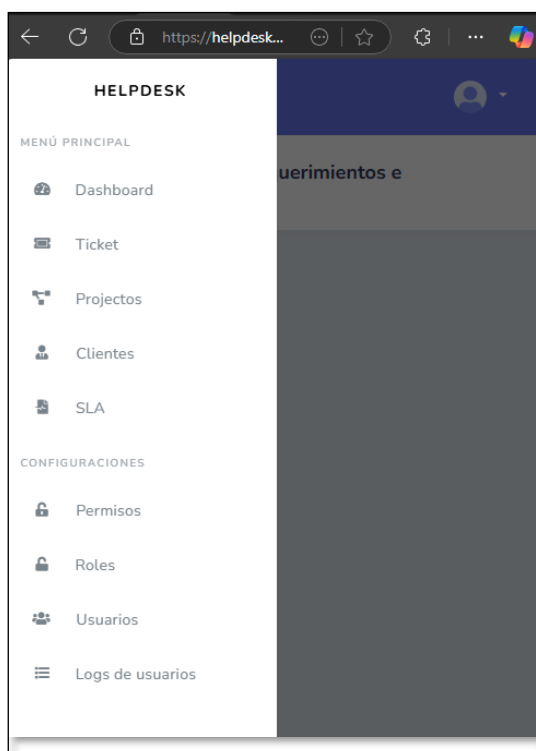 https://helpdesk...
HELPDESK
MENÚ PRINCIPAL
uerimientos e
Dashboard
Ticket
Projectos
Clientes
SLA
CONFIGURACIONES
Permisos
Roles
Usuarios
Logs de usuarios